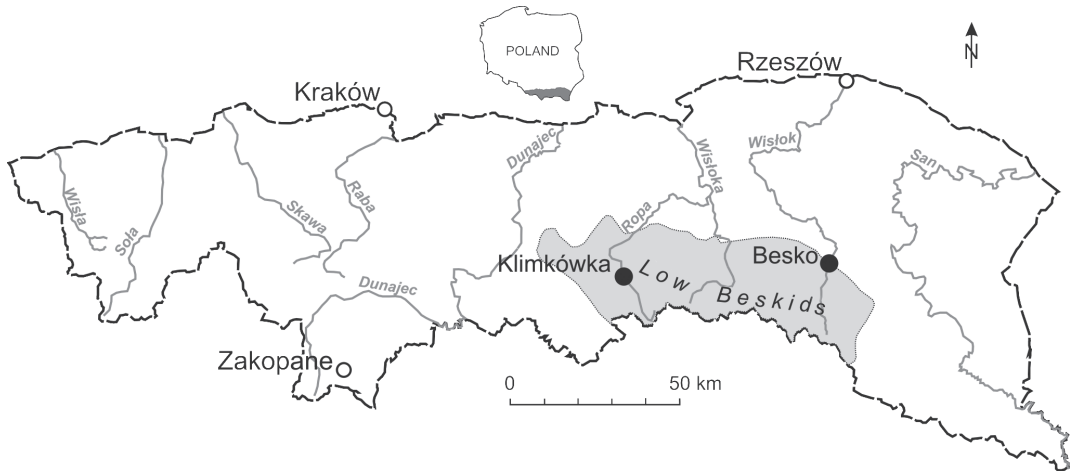 POLAND
N
Rzeszów
Kraków
Dunajec
Wisłoka
Wisłok
San
Wisła
Soła
Skawa
Raba
Ropa
Klimkówka
Low Beskids
Besko
Dunajec
Zakopane
0 50 km